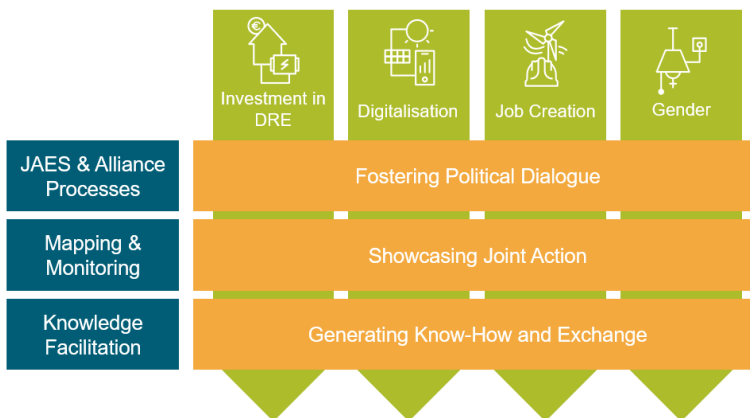 Investment in
DRE
Digitalisation
Job Creation
Gender
JAES & Alliance
Processes
Fostering Political Dialogue
Mapping &
Monitoring
Showcasing Joint Action
Knowledge
Facilitation
Generating Know-How and Exchange